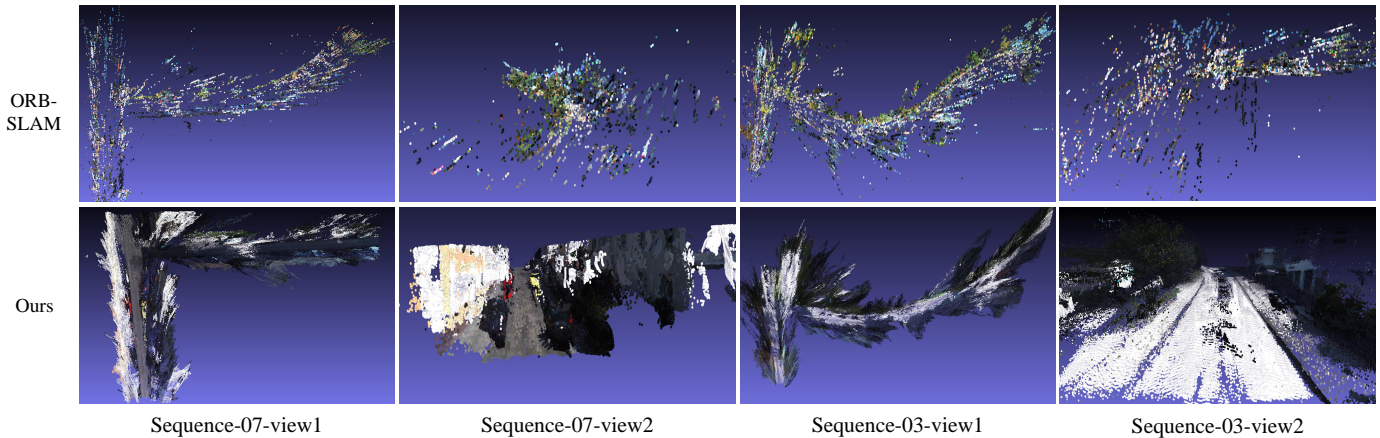 ORB-
SLAM
Ours
Sequence-07-view1
Sequence-07-view2
Sequence-03-view1
Sequence-03-view2